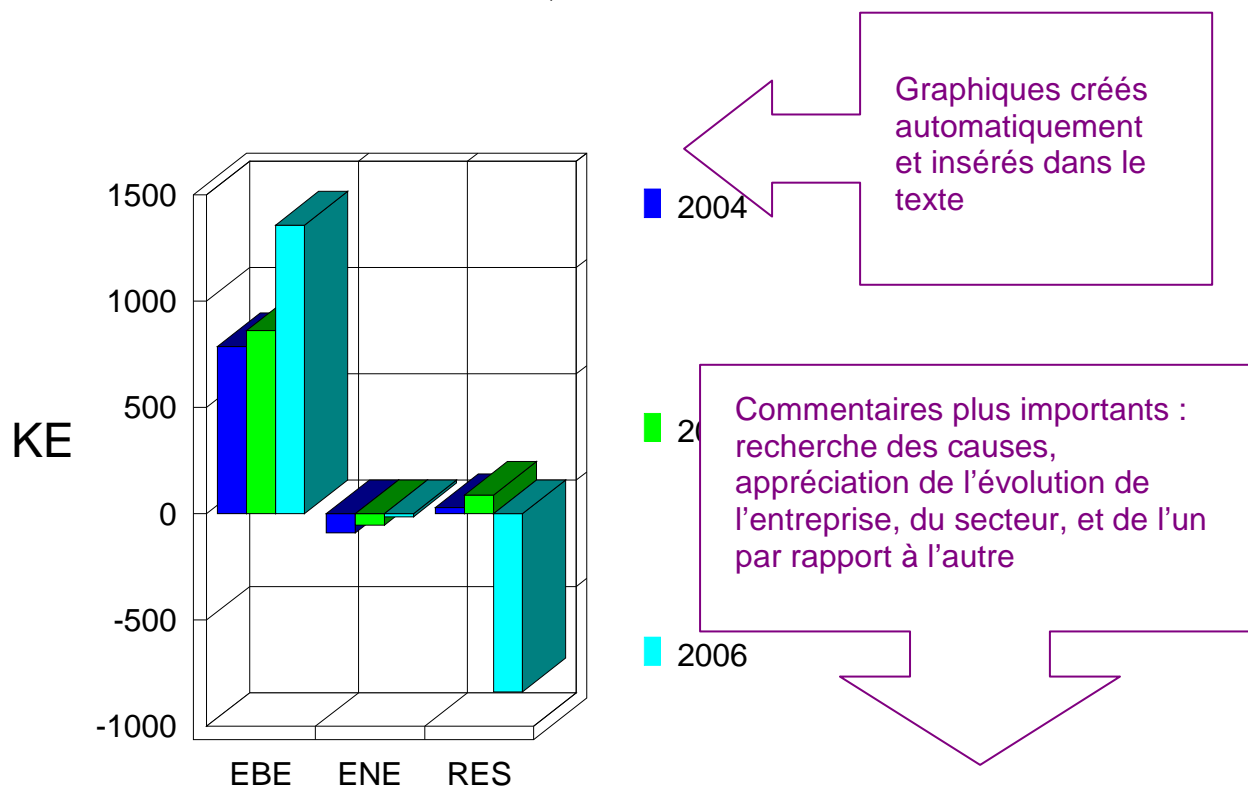 Graphiques créés
automatiquement
et insérés dans le
texte
1500
1000
500
0
-500
-1000
KE
EBE ENE RES
2004
2006
Commentaires plus importants :
recherche des causes,
appréciation de l’évolution de
l’entreprise, du secteur, et de l’un
par rapport à l’autre